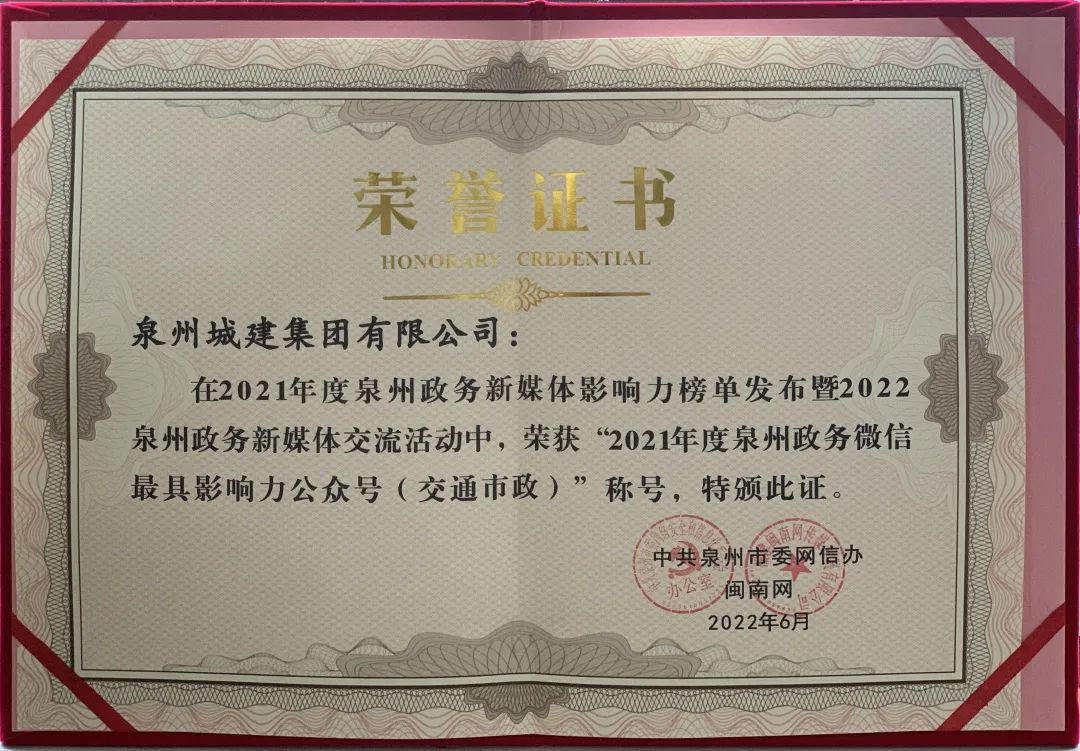 荣誉证书
HONORARY CREDENTIAL
泉州城建集团有限公司：
在2021年度泉州政务新媒体影响力榜单发布暨2022
泉州政务新媒体交流活动中，荣获“2021年度泉州政务微信
最具影响力公众号（交通市政）”称号，特颁此证。
中共泉州市委网信办
闽南网
2022年6月
办公室